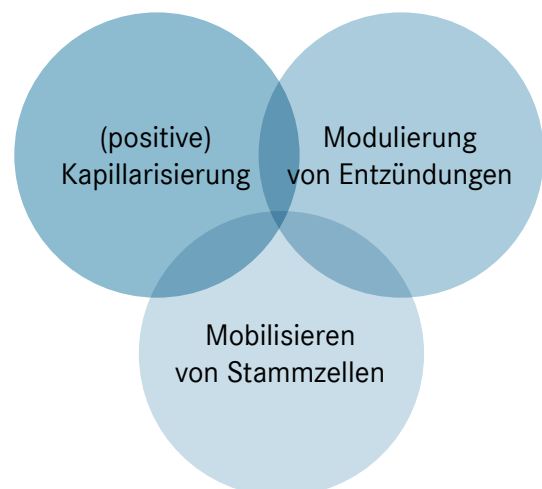 (positive)
Kapillarisierung
Modulierung
von Entzündungen
Mobilisieren
von Stammzellen